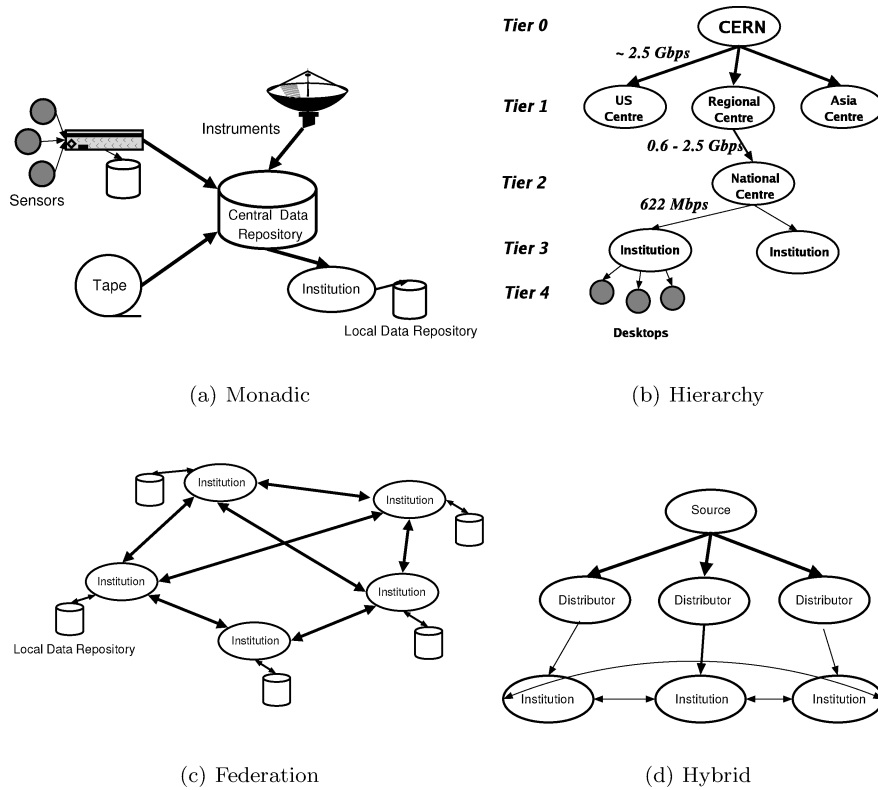 Instruments
Sensors
Central Data
Repository
Tape
Institution
Local Data Repository
(a) Monadic
Tier 0
CERN
~ 2.5 Gbps
Tier 1
US
Centre
Regional
Centre
Asia
Centre
0.6 - 2.5 Gbps
Tier 2
National
Centre
622 Mbps
Tier 3
Institution
Institution
Tier 4
Desktops
(b) Hierarchy
Institution
Institution
Institution
Institution
Institution
Local Data Repository
(c) Federation
Source
Distributor
Distributor
Distributor
Institution
Institution
Institution
(d) Hybrid